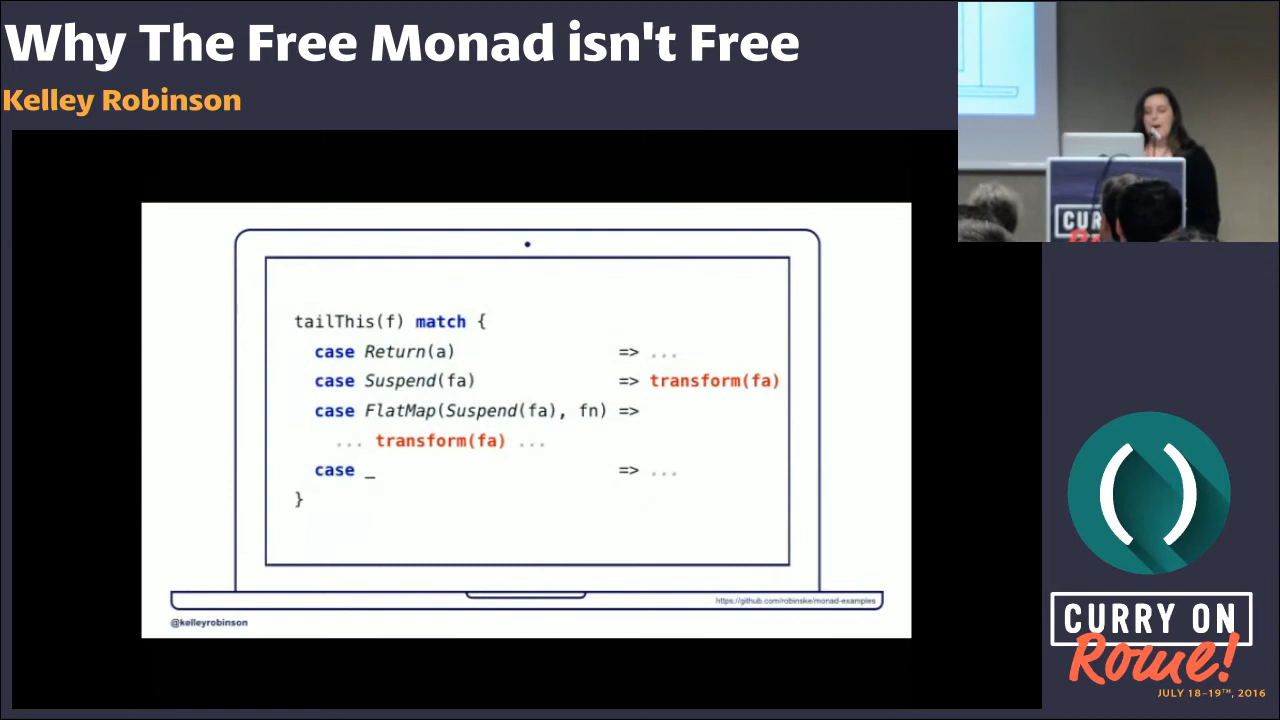 Why The Free Monad isn't Free
Kelley Robinson
tailThis(f) match {
case Return(a) => ...
case Suspend(fa) => transform(fa)
case FlatMap(Suspend(fa), fn) =>
... transform(fa) ...
case _ => ...
}
https://github.com/robinske/monad-examples
@kelleyrobinson
CUR
( )
CURRY ON
Rome!
JULY 18-19TH, 2016